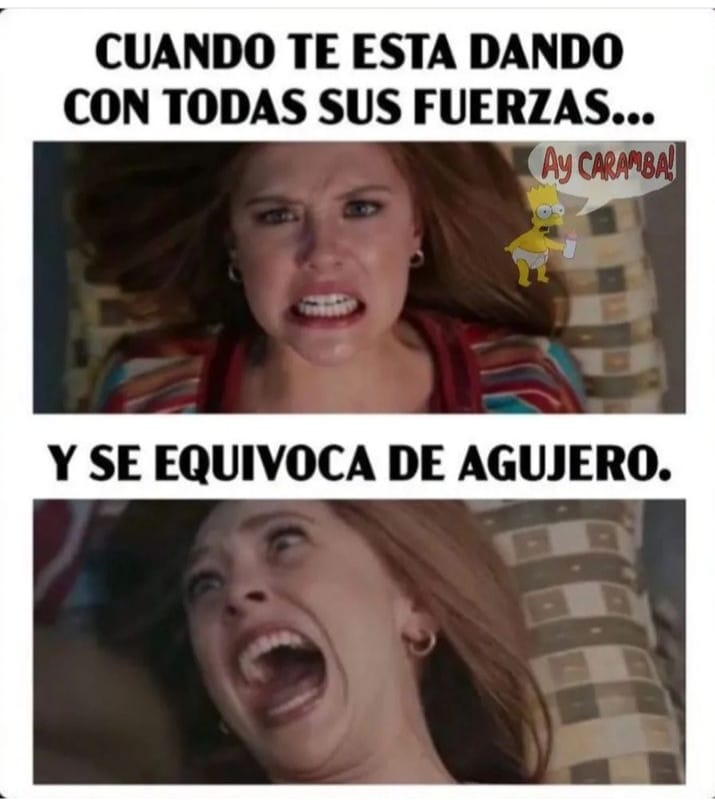 CUANDO TE ESTA DANDO
CON TODAS SUS FUERZAS...
Ay CARAMBA!
Y SE EQUIVOCA DE AGUJERO.